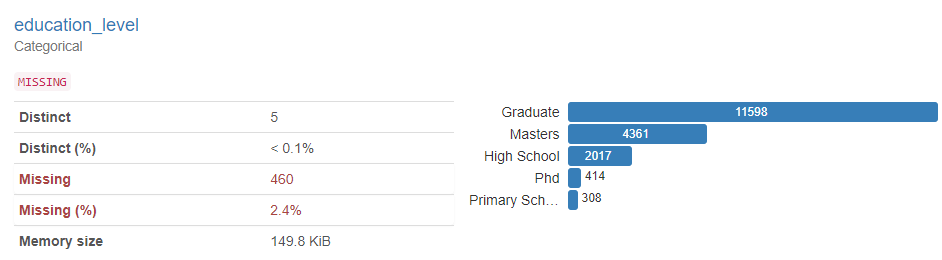 education_level
Categorical
MISSING
Distinct 5
Distinct (%) < 0.1%
Missing 460
Missing (%) 2.4%
Memory size 149.8 KiB
Graduate 11598
Masters 4361
High School 2017
Phd 414
Primary Sch... 308